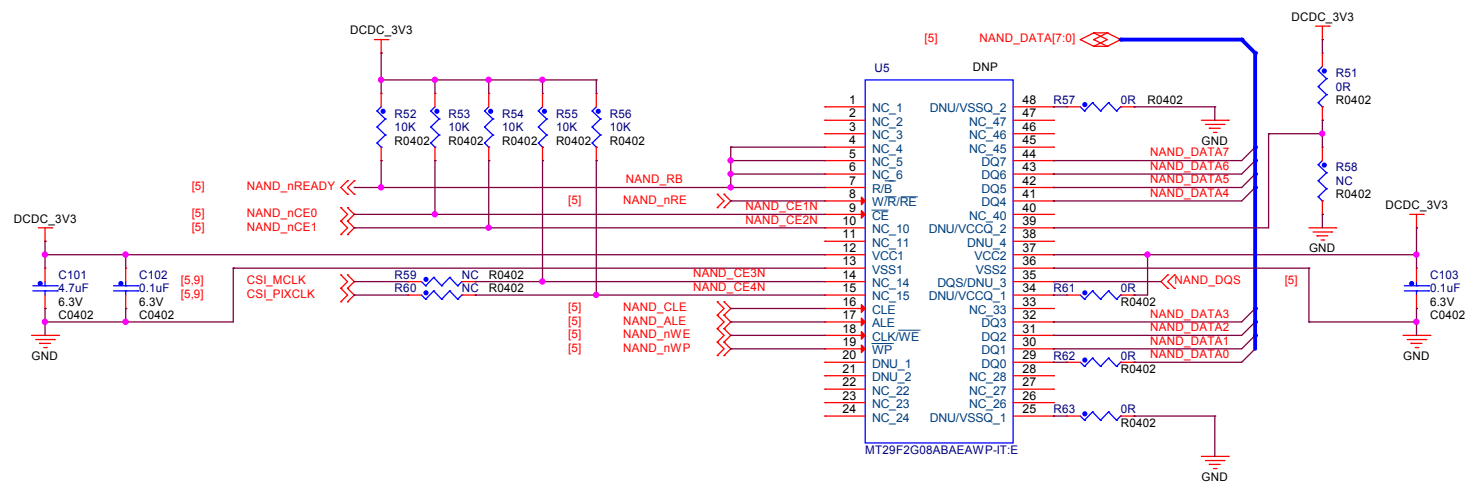 DCDC_3V3
DCDC_3V3
[5] NAND_DATA[7:0]
U5 DNP
R52 10K R0402
R53 10K R0402
R54 10K R0402
R55 10K R0402
R56 10K R0402
R51 0R R0402
R58 NC R0402
GND
R57 0R R0402
GND
1 NC_1
2 NC_2
3 NC_3
4 NC_4
5 NC_5
6 NC_6
7 R/B
8 W/R/RE
9 CE
10 NC_10
11 NC_11
12 VCC1
13 VSS1
14 NC_14
15 NC_15
16 CLE
17 ALE
18 CLK/WE
19 WP
20 DNU_1
21 DNU_2
22 NC_22
23 NC_23
24 NC_24
DNU/VSSQ_2 48
NC_47 47
NC_46 46
NC_45 45
DQ7 44
DQ6 43
DQ5 42
DQ4 41
NC_40 40
DNU/VCCQ_2 39
DNU_4 38
VCC2 37
VSS2 36
DQS/DNU_3 35
DNU/VCCQ_1 34
NC_33 33
DQ3 32
DQ2 31
DQ1 30
DQ0 29
NC_28 28
NC_27 27
NC_26 26
DNU/VSSQ_1 25
MT29F2G08ABAEAWP-IT:E
[5] NAND_nREADY NAND_RB
[5] NAND_nRE
[5] NAND_nCE0 NAND_CE1N
[5] NAND_nCE1 NAND_CE2N
DCDC_3V3
C101 4.7uF 6.3V C0402
C102 0.1uF 6.3V C0402
GND
[5,9] CSI_MCLK R59 NC R0402 NAND_CE3N
[5,9] CSI_PIXCLK R60 NC R0402 NAND_CE4N
[5] NAND_CLE
[5] NAND_ALE
[5] NAND_nWE
[5] NAND_nWP
NAND_DATA7
NAND_DATA6
NAND_DATA5
NAND_DATA4
DCDC_3V3
NAND_DQS [5]
R61 0R R0402
C103 0.1uF 6.3V C0402
GND
NAND_DATA3
NAND_DATA2
NAND_DATA1
NAND_DATA0
R62 0R R0402
R63 0R R0402
GND